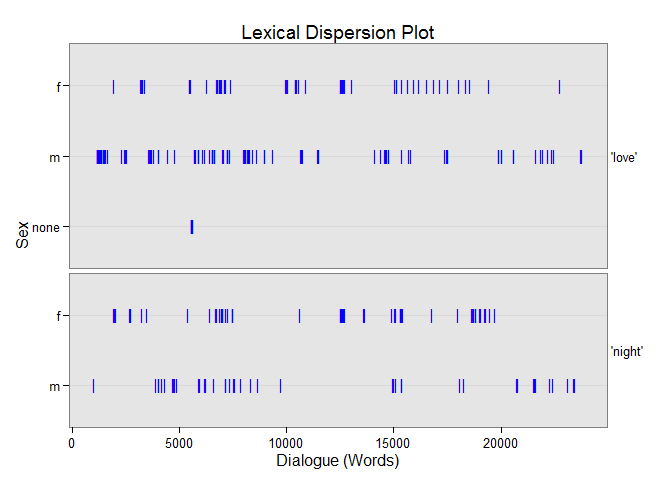 Lexical Dispersion Plot
f
m
none
'love'
f
m
'night'
Sex
0 5000 10000 15000 20000
Dialogue (Words)